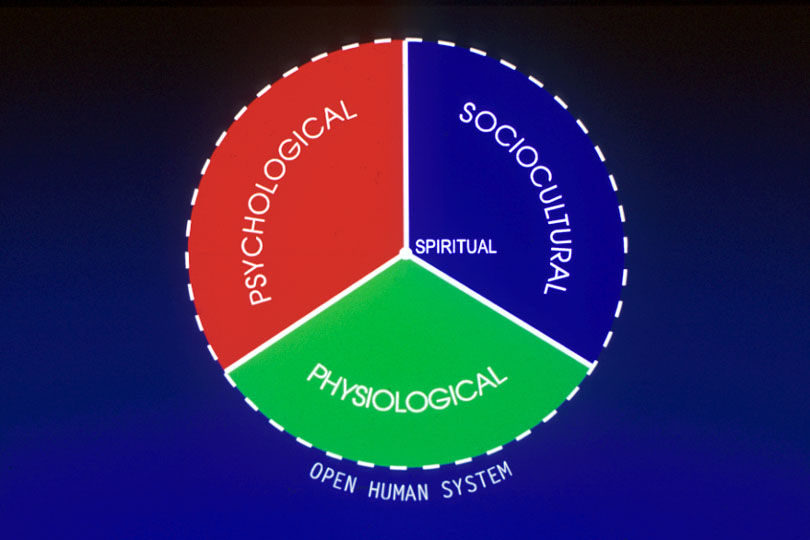 PSYCHOLOGICAL
SOCIOCULTURAL
SPIRITUAL
PHYSIOLOGICAL
OPEN HUMAN SYSTEM